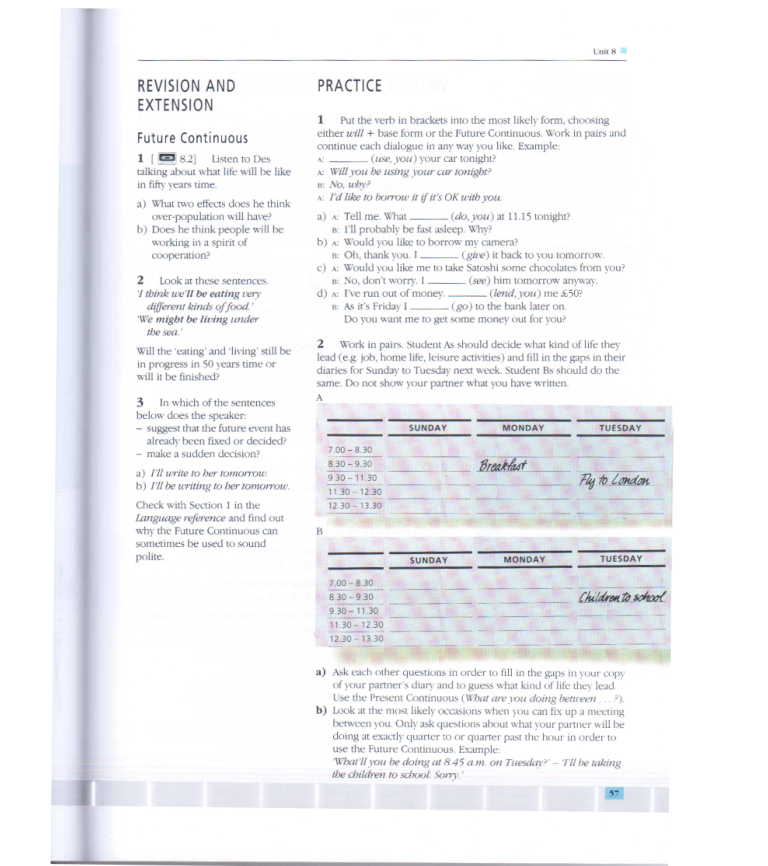 Unit 8
REVISION AND
EXTENSION
Future Continuous
1 [ 8.2] Listen to Des
talking about what life will be like
in fifty years time.
a) What two effects does he think
over-population will have?
b) Does he think people will be
working in a spirit of
cooperation?
2 Look at these sentences.
'I think we'll be eating very
different kinds of food.'
'We might be living under
the sea.'
Will the 'eating' and 'living' still be
in progress in 50 years time or
will it be finished?
3 In which of the sentences
below does the speaker:
– suggest that the future event has
already been fixed or decided?
– make a sudden decision?
a) I'll write to her tomorrow.
b) I'll be writing to her tomorrow.
Check with Section 1 in the
Language reference and find out
why the Future Continuous can
sometimes be used to sound
polite.
PRACTICE
1 Put the verb in brackets into the most likely form, choosing
either will + base form or the Future Continuous. Work in pairs and
continue each dialogue in any way you like. Example:
A: ______ (use, you) your car tonight?
A: Will you be using your car tonight?
B: No, why?
A: I'd like to borrow it if it's OK with you.
a) A: Tell me. What ______ (do, you) at 11.15 tonight?
B: I'll probably be fast asleep. Why?
b) A: Would you like to borrow my camera?
B: Oh, thank you. I ______ (give) it back to you tomorrow.
c) A: Would you like me to take Satoshi some chocolates from you?
B: No, don't worry. I ______ (see) him tomorrow anyway.
d) A: I've run out of money. ______ (lend, you) me £50?
B: As it's Friday I ______ (go) to the bank later on.
Do you want me to get some money out for you?
2 Work in pairs. Student As should decide what kind of life they
lead (e.g. job, home life, leisure activities) and fill in the gaps in their
diaries for Sunday to Tuesday next week. Student Bs should do the
same. Do not show your partner what you have written.
A
SUNDAY MONDAY TUESDAY
7.00 – 8.30
8.30 – 9.30 Breakfast
9.30 – 11.30 Fly to London
11.30 – 12.30
12.30 – 13.30
B
SUNDAY MONDAY TUESDAY
7.00 – 8.30
8.30 – 9.30 Children to school
9.30 – 11.30
11.30 – 12.30
12.30 – 13.30
a) Ask each other questions in order to fill in the gaps in your copy
of your partner's diary and to guess what kind of life they lead.
Use the Present Continuous (What are you doing between . . . ?).
b) Look at the most likely occasions when you can fix up a meeting
between you. Only ask questions about what your partner will be
doing at exactly quarter to or quarter past the hour in order to
use the Future Continuous. Example:
'What'll you be doing at 8.45 a.m. on Tuesday?' – 'I'll be taking
the children to school. Sorry.'
57